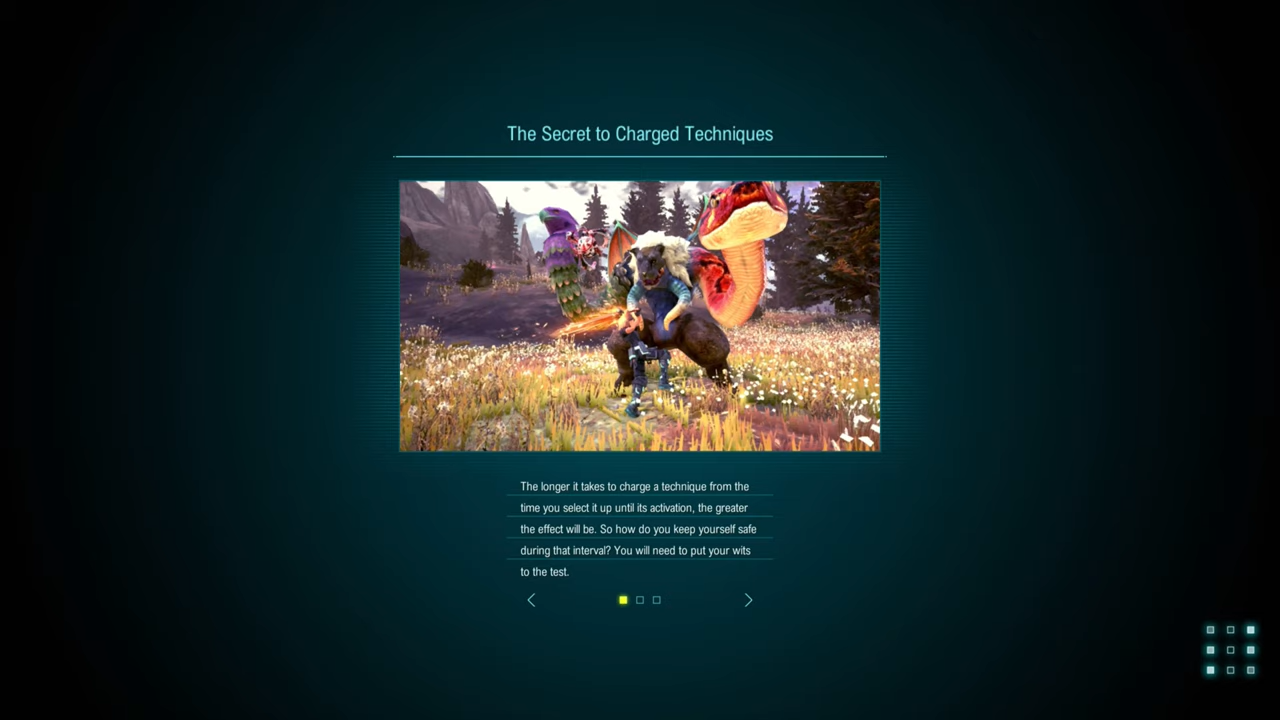 The Secret to Charged Techniques
The longer it takes to charge a technique from the
time you select it up until its activation, the greater
the effect will be. So how do you keep yourself safe
during that interval? You will need to put your wits
to the test.